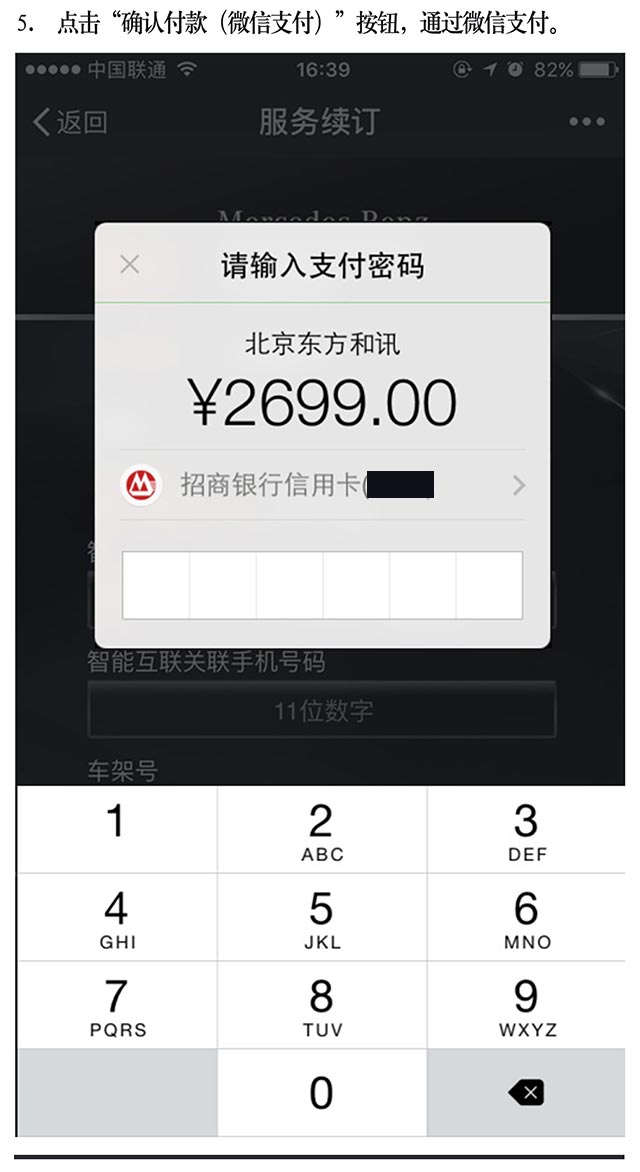 5. 点击“确认付款（微信支付）”按钮，通过微信支付。
中国联通 16:39 82%
返回 服务续订
Mercedes-Benz
请输入支付密码
北京东方和讯
¥2699.00
招商银行信用卡(
智能互联关联手机号码
11位数字
车架号
1 2 3
ABC DEF
4 5 6
GHI JKL MNO
7 8 9
PQRS TUV WXYZ
0